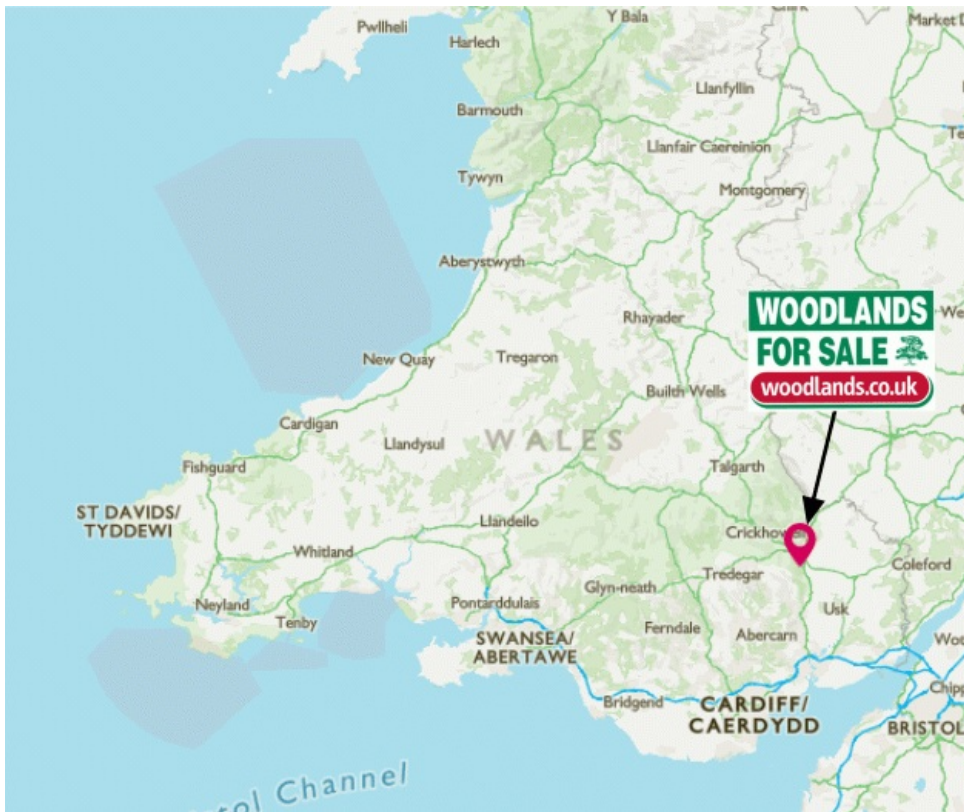 Pwllheli
Y Bala
Harlech
Market D
Llanfyllin
Barmouth
Llanfair Caereinion
Tywyn
Montgomery
Aberystwyth
WOODLANDS
FOR SALE
woodlands.co.uk
Rhayader
New Quay
Tregaron
Builth Wells
Cardigan
Llandysul
WALES
Fishguard
Talgarth
ST DAVIDS/
TYDDEWI
Llandeilo
Whitland
Coleford
Tredegar
Glyn-neath
Neyland
Pontarddulais
Usk
Tenby
Ferndale
Abercarn
SWANSEA/
ABERTAWE
Bridgend
CARDIFF/
CAERDYDD
Chipp
BRISTOL
Channel